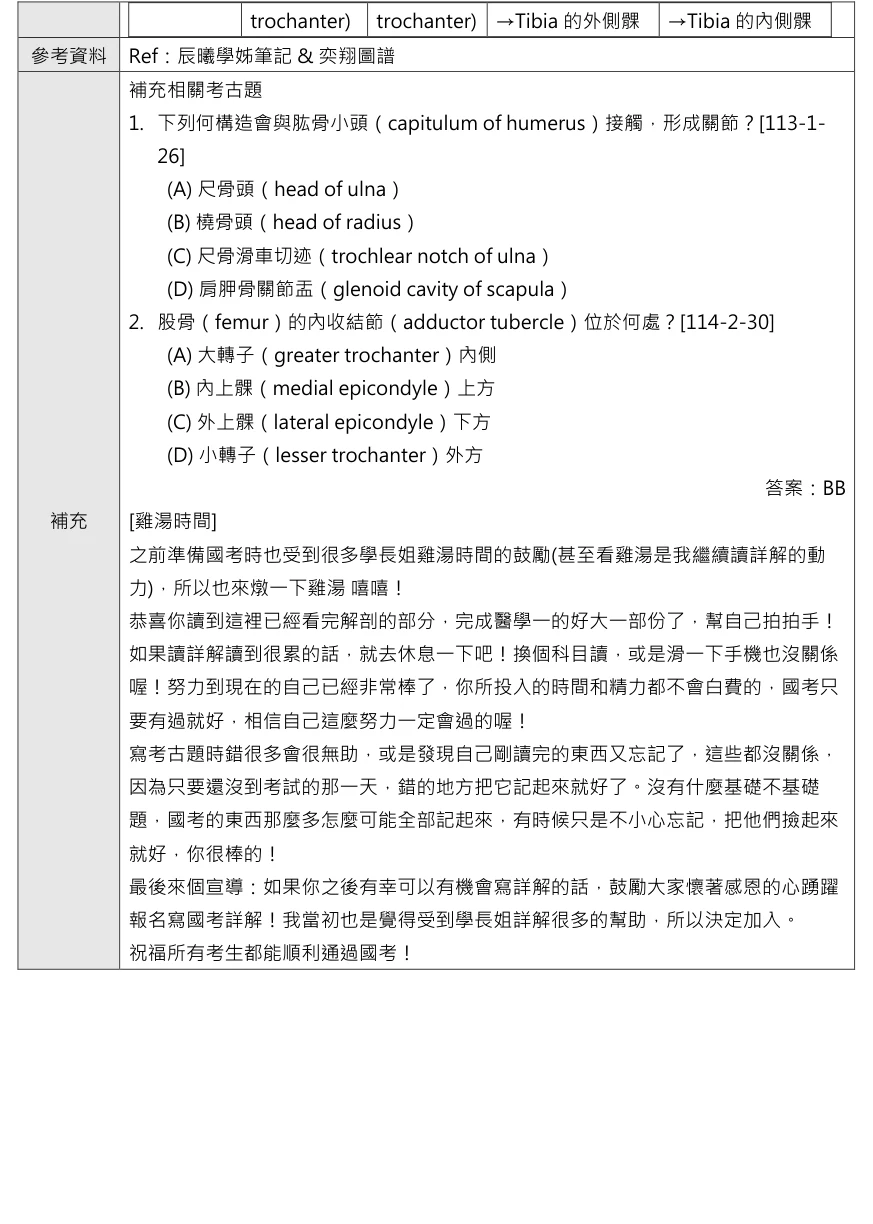 trochanter) trochanter) →Tibia 的外側髁 →Tibia 的內側髁
參考資料 Ref：辰曦學姊筆記 & 奕翔圖譜
補充相關考古題
1. 下列何構造會與肱骨小頭（capitulum of humerus）接觸，形成關節？[113-1-
26]
(A) 尺骨頭（head of ulna）
(B) 橈骨頭（head of radius）
(C) 尺骨滑車切迹（trochlear notch of ulna）
(D) 肩胛骨關節盂（glenoid cavity of scapula）
2. 股骨（femur）的內收結節（adductor tubercle）位於何處？[114-2-30]
(A) 大轉子（greater trochanter）內側
(B) 內上髁（medial epicondyle）上方
(C) 外上髁（lateral epicondyle）下方
(D) 小轉子（lesser trochanter）外方
答案：BB
補充 [雞湯時間]
之前準備國考時也受到很多學長姐雞湯時間的鼓勵(甚至看雞湯是我繼續讀詳解的動
力)，所以也來燉一下雞湯 嘻嘻！
恭喜你讀到這裡已經看完解剖的部分，完成醫學一的好大一部份了，幫自己拍拍手！
如果讀詳解讀到很累的話，就去休息一下吧！換個科目讀，或是滑一下手機也沒關係
喔！努力到現在的自己已經非常棒了，你所投入的時間和精力都不會白費的，國考只
要有過就好，相信自己這麼努力一定會過的喔！
寫考古題時錯很多會很無助，或是發現自己剛讀完的東西又忘記了，這些都沒關係，
因為只要還沒到考試的那一天，錯的地方把它記起來就好了。沒有什麼基礎不基礎
題，國考的東西那麼多怎麼可能全部記起來，有時候只是不小心忘記，把他們撿起來
就好，你很棒的！
最後來個宣導：如果你之後有幸可以有機會寫詳解的話，鼓勵大家懷著感恩的心踴躍
報名寫國考詳解！我當初也是覺得受到學長姐詳解很多的幫助，所以決定加入。
祝福所有考生都能順利通過國考！